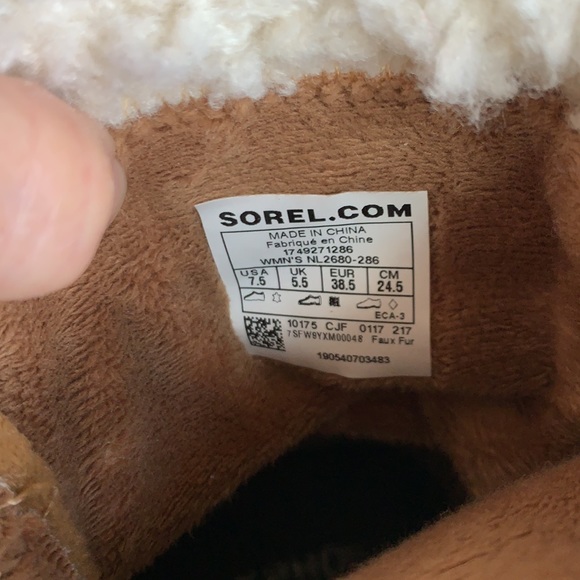 SOREL.COM
MADE IN CHINA
Fabriqué en Chine
1749271286
WMN'S NL2680-286
USA UK EUR CM
7.5 5.5 38.5 24.5
ECA-3
10175 CJF 0117 217
7SFW9YXM00048 Faux Fur
190540703483